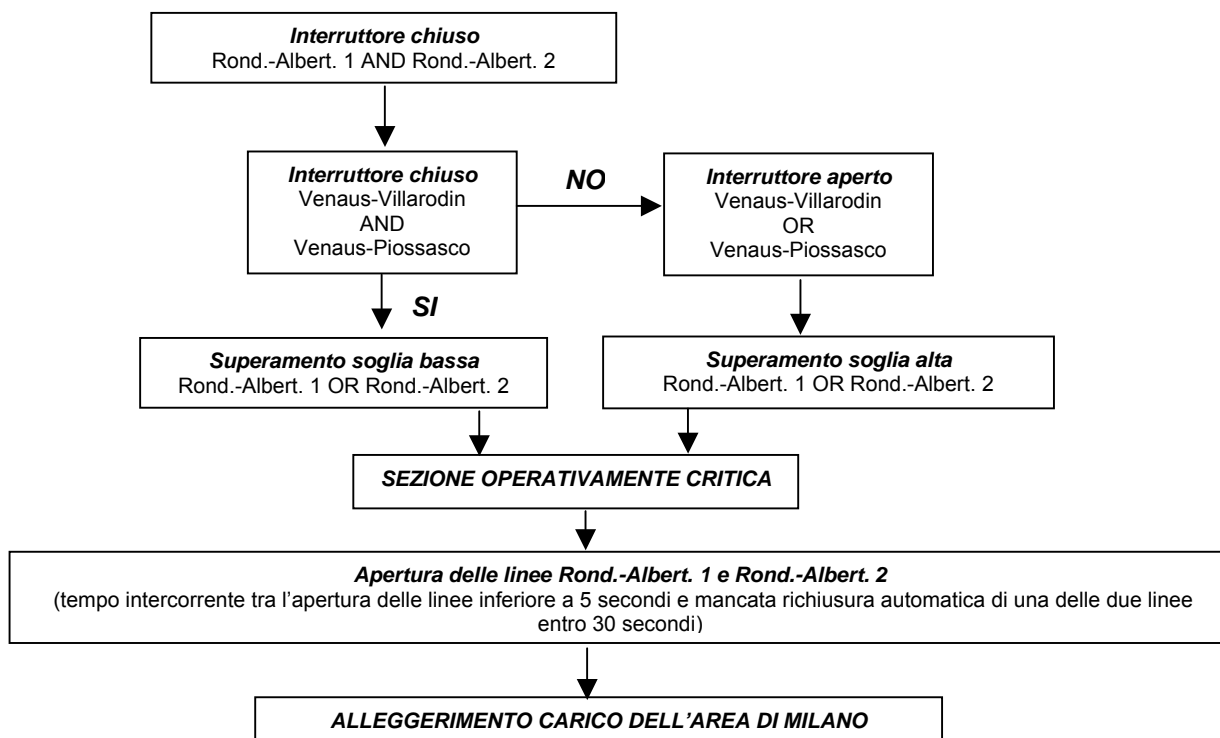 Interruttore chiuso
Rond.-Albert. 1 AND Rond.-Albert. 2
Interruttore chiuso
Venaus-Villarodin
AND
Venaus-Piossasco
NO
Interruttore aperto
Venaus-Villarodin
OR
Venaus-Piossasco
SI
Superamento soglia bassa
Rond.-Albert. 1 OR Rond.-Albert. 2
Superamento soglia alta
Rond.-Albert. 1 OR Rond.-Albert. 2
SEZIONE OPERATIVAMENTE CRITICA
Apertura delle linee Rond.-Albert. 1 e Rond.-Albert. 2
(tempo intercorrente tra l’apertura delle linee inferiore a 5 secondi e mancata richiusura automatica di una delle due linee
entro 30 secondi)
ALLEGGERIMENTO CARICO DELL’AREA DI MILANO